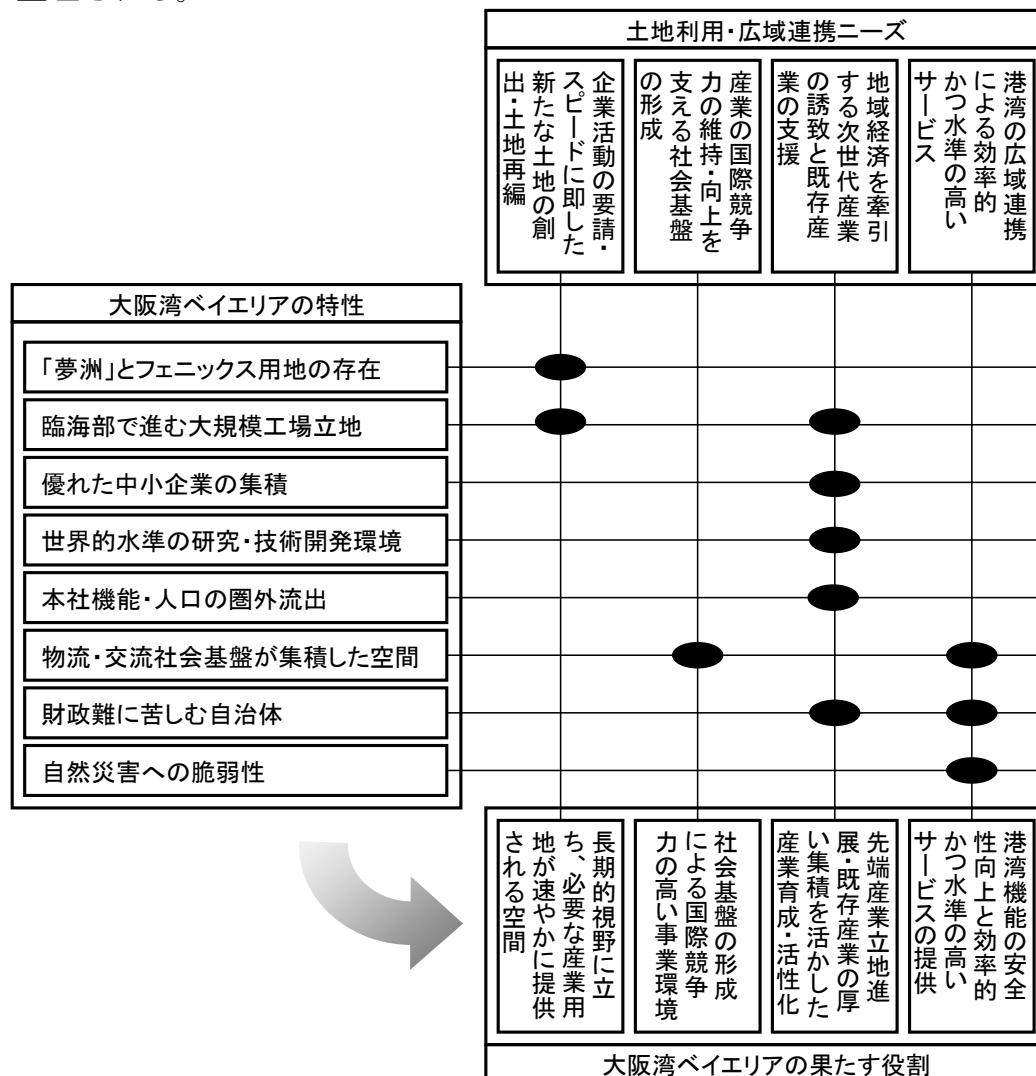 土地利用・広域連携ニーズ
企業活動の要請・
スピードに即した
新たな土地の創
出・土地再編
産業の国際競争
力の維持・向上を
支える社会基盤
の形成
地域経済を牽引
する次世代産業
の誘致と既存産
業の支援
港湾の広域連携
による効率的
かつ水準の高い
サービス
大阪湾ベイエリアの特性
「夢洲」とフェニックス用地の存在
臨海部で進む大規模工場立地
優れた中小企業の集積
世界的水準の研究・技術開発環境
本社機能・人口の圏外流出
物流・交流社会基盤が集積した空間
財政難に苦しむ自治体
自然災害への脆弱性
長期的視野に立
ち、必要な産業用
地が速やかに提供
される空間
社会基盤の形成
による国際競争
力の高い事業環境
先端産業立地進
展・既存産業の厚
い集積を活かした
産業育成・活性化
港湾機能の安全
性向上と効率的
かつ水準の高い
サービスの提供
大阪湾ベイエリアの果たす役割